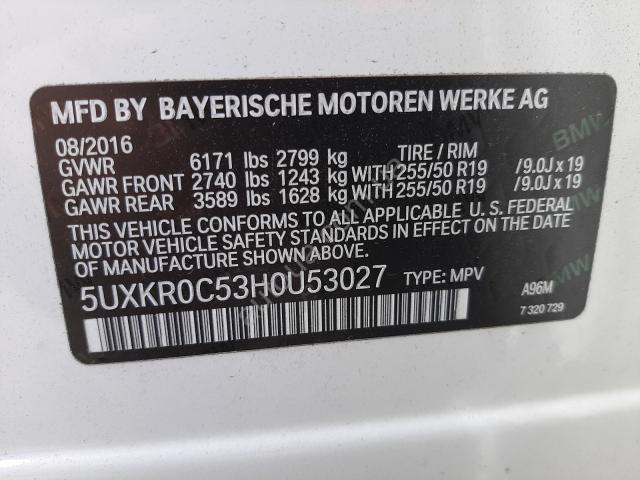 MFD BY BAYERISCHE MOTOREN WERKE AG
08/2016
GVWR 6171 lbs 2799 kg TIRE / RIM
GAWR FRONT 2740 lbs 1243 kg WITH 255/50 R19 /9.0J x 19
GAWR REAR 3589 lbs 1628 kg WITH 255/50 R19 /9.0J x 19
THIS VEHICLE CONFORMS TO ALL APPLICABLE U. S. FEDERAL
MOTOR VEHICLE SAFETY STANDARDS IN EFFECT ON THE DATE
OF MANUFACTURE SHOWN ABOVE.
5UXKR0C53H0U53027 TYPE: MPV A96M
7 320 729
BMW